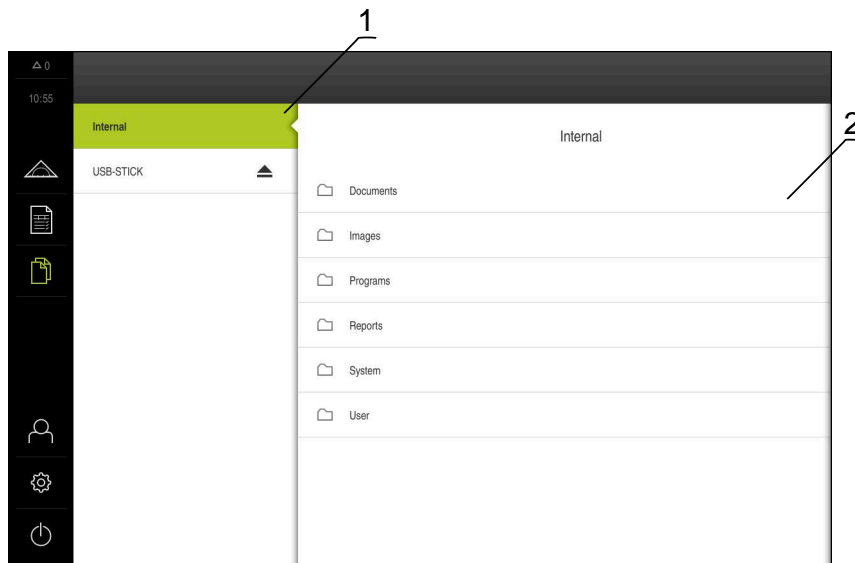 1
△ 0
10:55
Internal
USB-STICK
Internal
2
Documents
Images
Programs
Reports
System
User